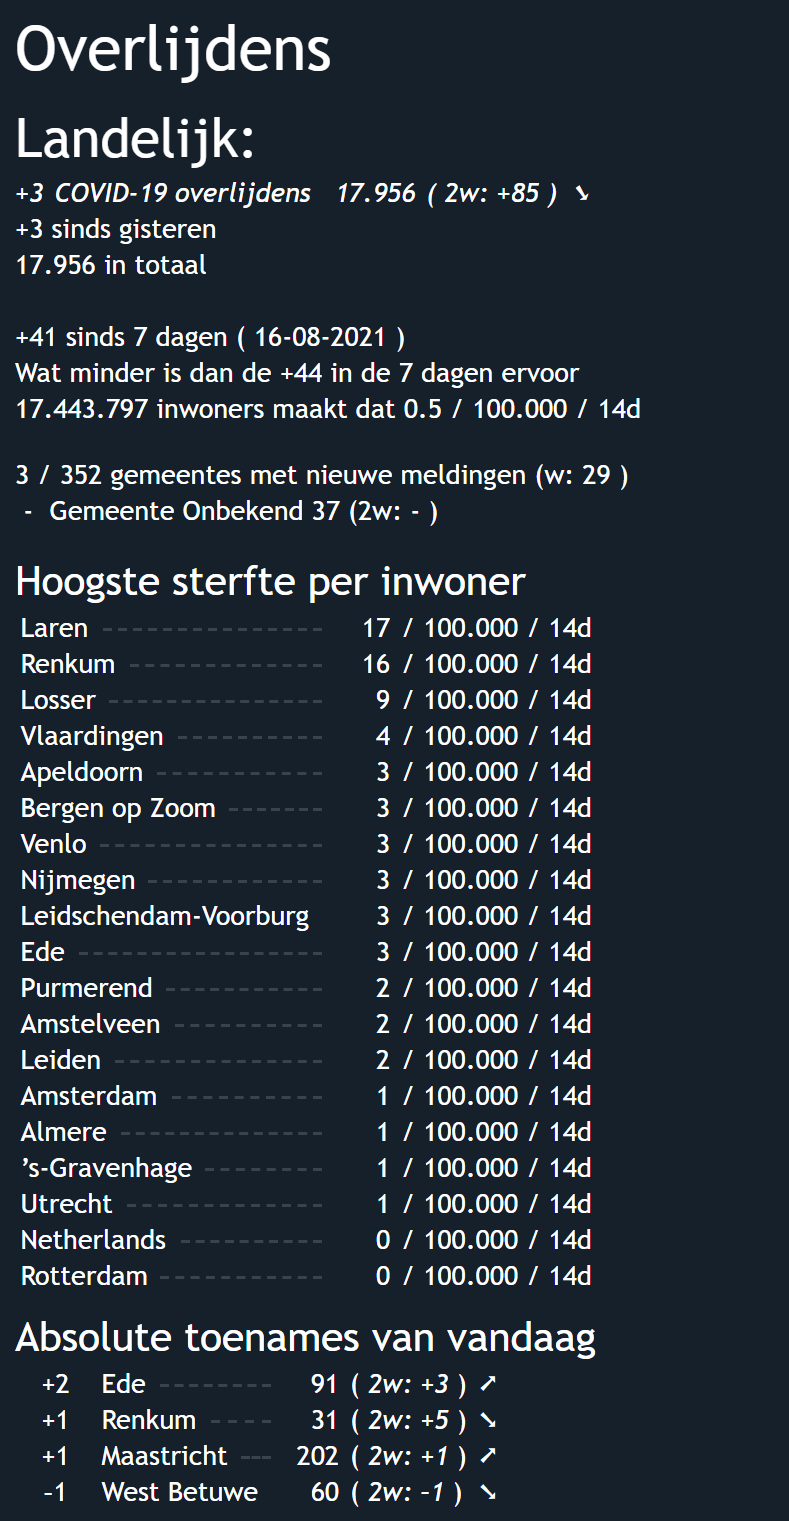 Overlijdens
Landelijk:
+3 COVID-19 overlijdens 17.956 ( 2w: +85 ) ➘
+3 sinds gisteren
17.956 in totaal
+41 sinds 7 dagen ( 16-08-2021 )
Wat minder is dan de +44 in de 7 dagen ervoor
17.443.797 inwoners maakt dat 0.5 / 100.000 / 14d
3 / 352 gemeentes met nieuwe meldingen (w: 29 )
- Gemeente Onbekend 37 (2w: - )
Hoogste sterfte per inwoner
Laren --------------- 17 / 100.000 / 14d
Renkum ------------- 16 / 100.000 / 14d
Losser --------------- 9 / 100.000 / 14d
Vlaardingen ---------- 4 / 100.000 / 14d
Apeldoorn ----------- 3 / 100.000 / 14d
Bergen op Zoom ------- 3 / 100.000 / 14d
Venlo --------------- 3 / 100.000 / 14d
Nijmegen ------------ 3 / 100.000 / 14d
Leidschendam-Voorburg 3 / 100.000 / 14d
Ede ----------------- 3 / 100.000 / 14d
Purmerend ----------- 2 / 100.000 / 14d
Amstelveen ---------- 2 / 100.000 / 14d
Leiden -------------- 2 / 100.000 / 14d
Amsterdam ----------- 1 / 100.000 / 14d
Almere -------------- 1 / 100.000 / 14d
’s-Gravenhage -------- 1 / 100.000 / 14d
Utrecht ------------- 1 / 100.000 / 14d
Netherlands ---------- 0 / 100.000 / 14d
Rotterdam ----------- 0 / 100.000 / 14d
Absolute toenames van vandaag
+2 Ede -------- 91 ( 2w: +3 ) ➚
+1 Renkum ---- 31 ( 2w: +5 ) ➘
+1 Maastricht --- 202 ( 2w: +1 ) ➚
-1 West Betuwe 60 ( 2w: -1 ) ➘